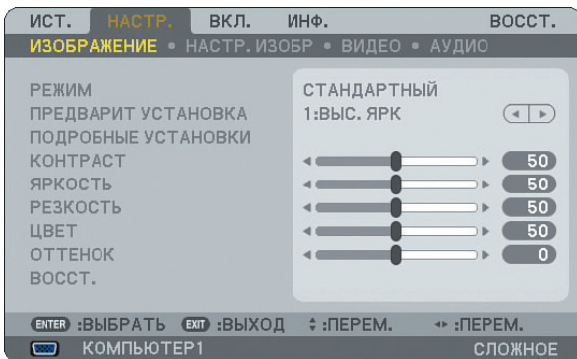 ИСТ. НАСТР. ВКЛ. ИНФ. ВОССТ.
ИЗОБРАЖЕНИЕ • НАСТР. ИЗОБР • ВИДЕО • АУДИО
РЕЖИМ СТАНДАРТНЫЙ
ПРЕДВАРИТ УСТАНОВКА 1:ВЫС. ЯРК
ПОДРОБНЫЕ УСТАНОВКИ
КОНТРАСТ 50
ЯРКОСТЬ 50
РЕЗКОСТЬ 50
ЦВЕТ 50
ОТТЕНОК 0
ВОССТ.
ENTER :ВЫБРАТЬ EXIT :ВЫХОД :ПЕРЕМ. :ПЕРЕМ.
КОМПЬЮТЕР1 СЛОЖНОЕ